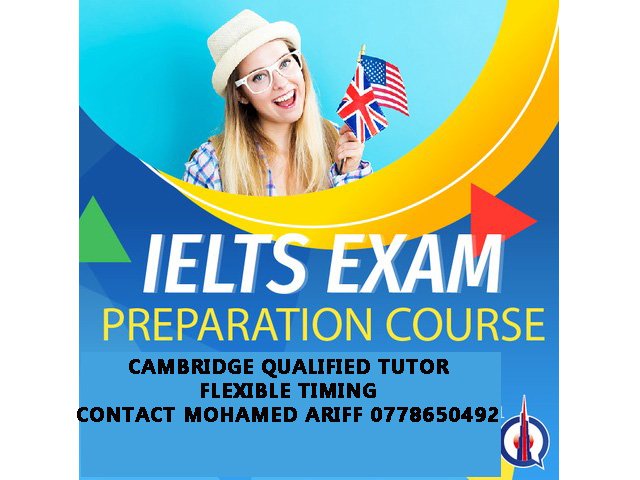 IELTS EXAM
PREPARATION COURSE
CAMBRIDGE QUALIFIED TUTOR
FLEXIBLE TIMING
CONTACT MOHAMED ARIFF 0778650492